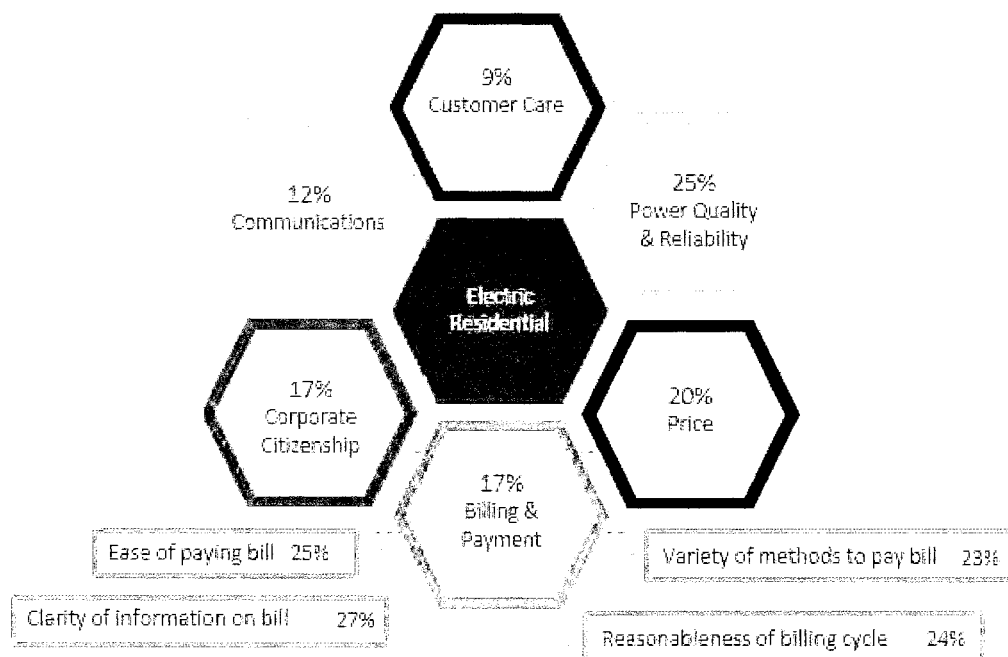 9%
Customer Care
12%
Communications
25%
Power Quality
& Reliability
Electric
Residential
17%
Corporate
Citizenship
20%
Price
17%
Billing &
Payment
Ease of paying bill 25%
Variety of methods to pay bill 23%
Clarity of information on bill 27%
Reasonableness of billing cycle 24%